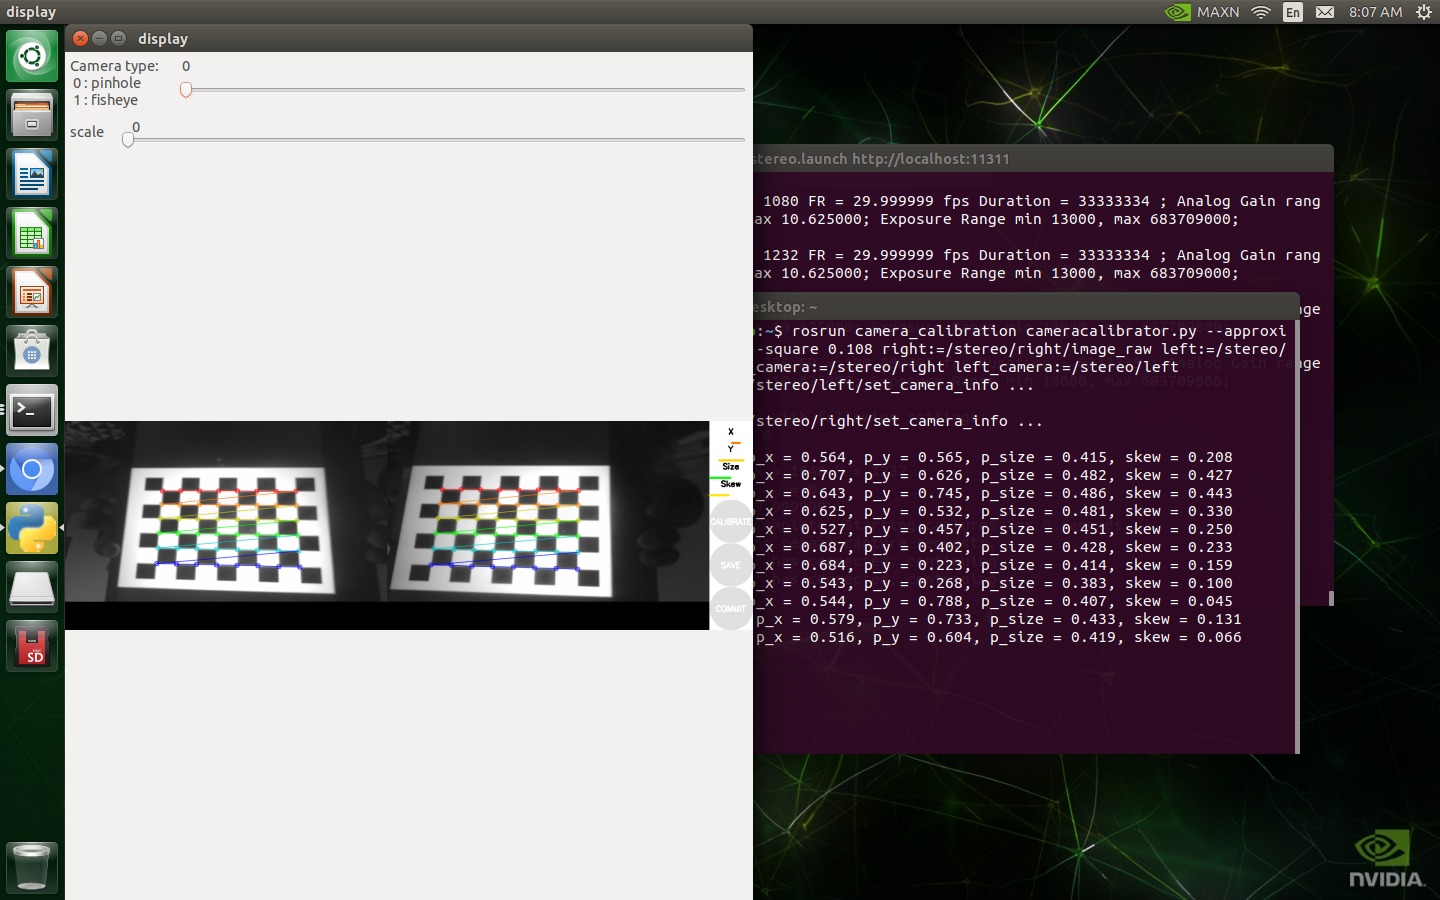 display
MAXN
En
8:07 AM
display
Camera type:
0 : pinhole
1 : fisheye
0
scale
0
X
Y
Size
Skew
CALIBRATE
SAVE
COMMIT
SD
stereo.launch http://localhost:11311
1080 FR = 29.999999 fps Duration = 33333334 ; Analog Gain rang
ax 10.625000; Exposure Range min 13000, max 683709000;
1232 FR = 29.999999 fps Duration = 33333334 ; Analog Gain rang
ax 10.625000; Exposure Range min 13000, max 683709000;
ge
ge
esktop: ~
:~$ rosrun camera_calibration cameracalibrator.py --approxi
-square 0.108 right:=/stereo/right/image_raw left:=/stereo/
_camera:=/stereo/right left_camera:=/stereo/left
/stereo/left/set_camera_info ...
/stereo/right/set_camera_info ...
p_x = 0.564, p_y = 0.565, p_size = 0.415, skew = 0.208
p_x = 0.707, p_y = 0.626, p_size = 0.482, skew = 0.427
p_x = 0.643, p_y = 0.745, p_size = 0.486, skew = 0.443
p_x = 0.625, p_y = 0.532, p_size = 0.481, skew = 0.330
p_x = 0.527, p_y = 0.457, p_size = 0.451, skew = 0.250
p_x = 0.687, p_y = 0.402, p_size = 0.428, skew = 0.233
p_x = 0.684, p_y = 0.223, p_size = 0.414, skew = 0.159
p_x = 0.543, p_y = 0.268, p_size = 0.383, skew = 0.100
p_x = 0.544, p_y = 0.788, p_size = 0.407, skew = 0.045
p_x = 0.579, p_y = 0.733, p_size = 0.433, skew = 0.131
p_x = 0.516, p_y = 0.604, p_size = 0.419, skew = 0.066
NVIDIA.